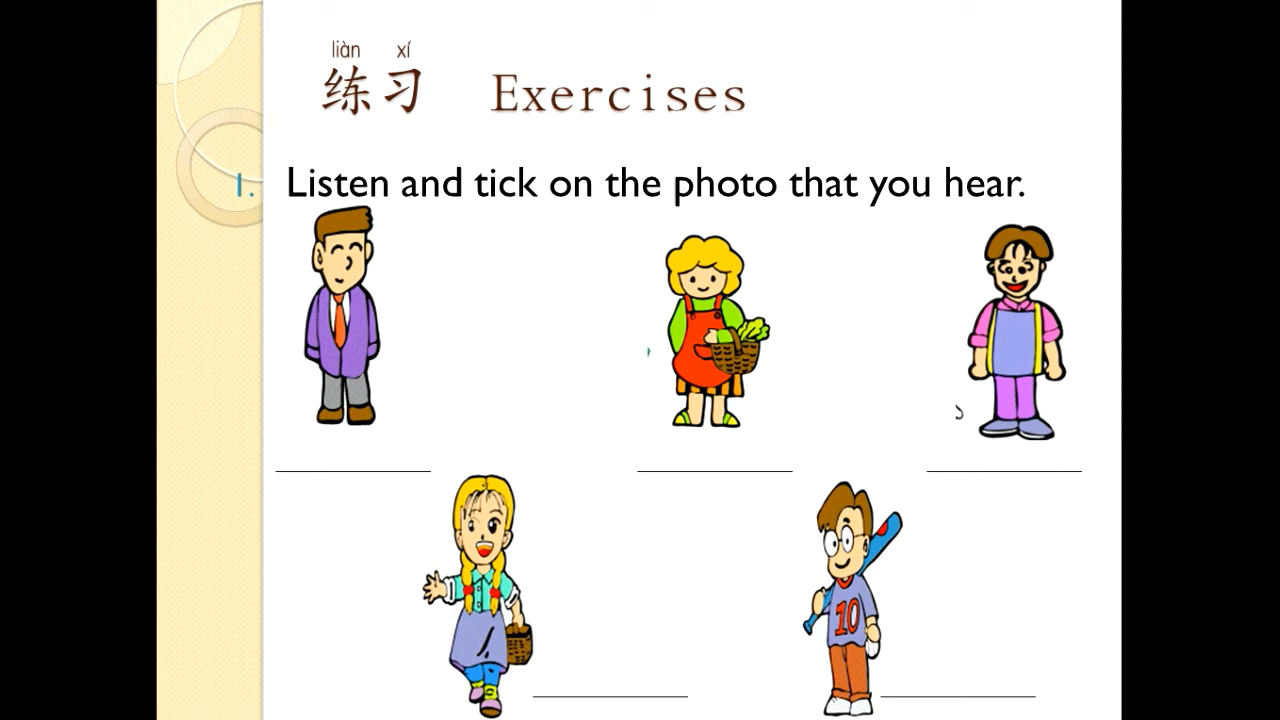 liàn xí
练习 Exercises
1. Listen and tick on the photo that you hear.
10